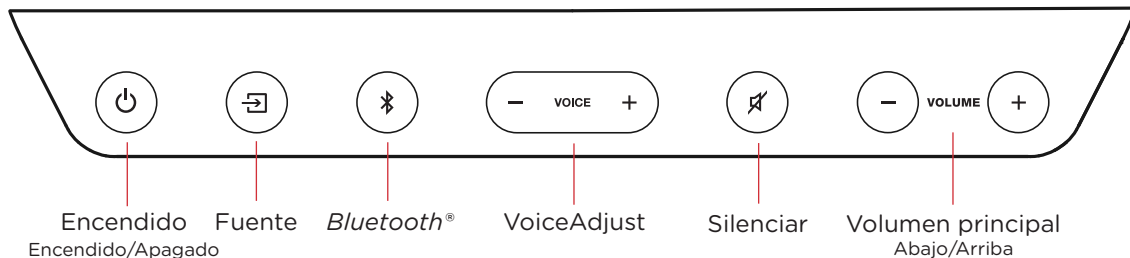 − VOICE +
− VOLUME +
Encendido
Encendido/Apagado
Fuente
Bluetooth®
VoiceAdjust
Silenciar
Volumen principal
Abajo/Arriba